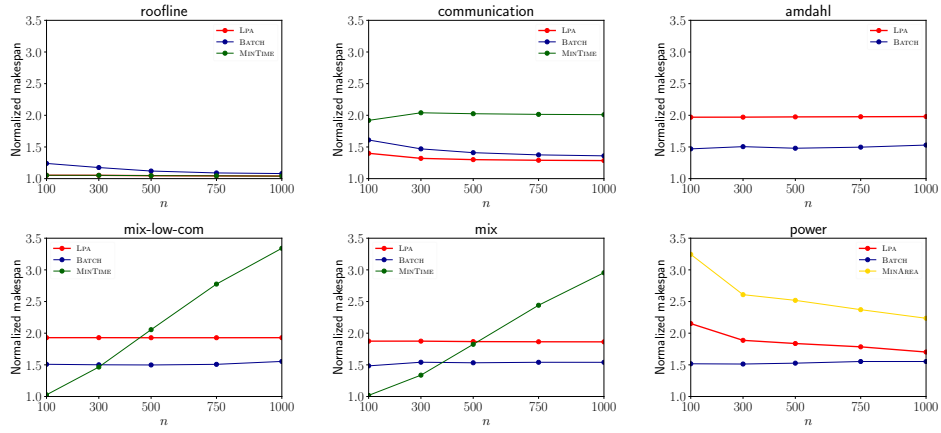 roofline
Normalized makespan
3.5
3.0
2.5
2.0
1.5
1.0
100
300
500
750
1000
n
LPA
BATCH
MINTIME
communication
Normalized makespan
3.5
3.0
2.5
2.0
1.5
1.0
100
300
500
750
1000
n
LPA
BATCH
MINTIME
amdahl
Normalized makespan
3.5
3.0
2.5
2.0
1.5
1.0
100
300
500
750
1000
n
LPA
BATCH
mix-low-com
Normalized makespan
3.5
3.0
2.5
2.0
1.5
1.0
100
300
500
750
1000
n
LPA
BATCH
MINTIME
mix
Normalized makespan
3.5
3.0
2.5
2.0
1.5
1.0
100
300
500
750
1000
n
LPA
BATCH
MINTIME
power
Normalized makespan
3.5
3.0
2.5
2.0
1.5
1.0
100
300
500
750
1000
n
LPA
BATCH
MINAREA